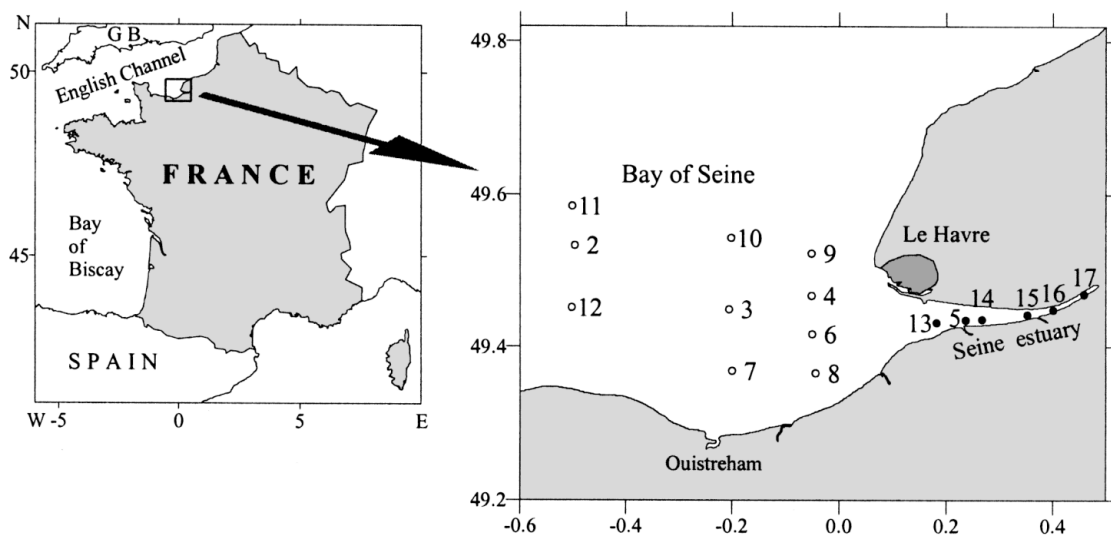 N
G B
50
English Channel
FRANCE
45
Bay
of
Biscay
SPAIN
W -5
0
5
E
49.8
Bay of Seine
49.6
11
2
10
9
Le Havre
12
3
4
17
16
15
14
5
13
6
Seine estuary
49.4
7
8
Ouistreham
49.2
-0.6
-0.4
-0.2
0.0
0.2
0.4